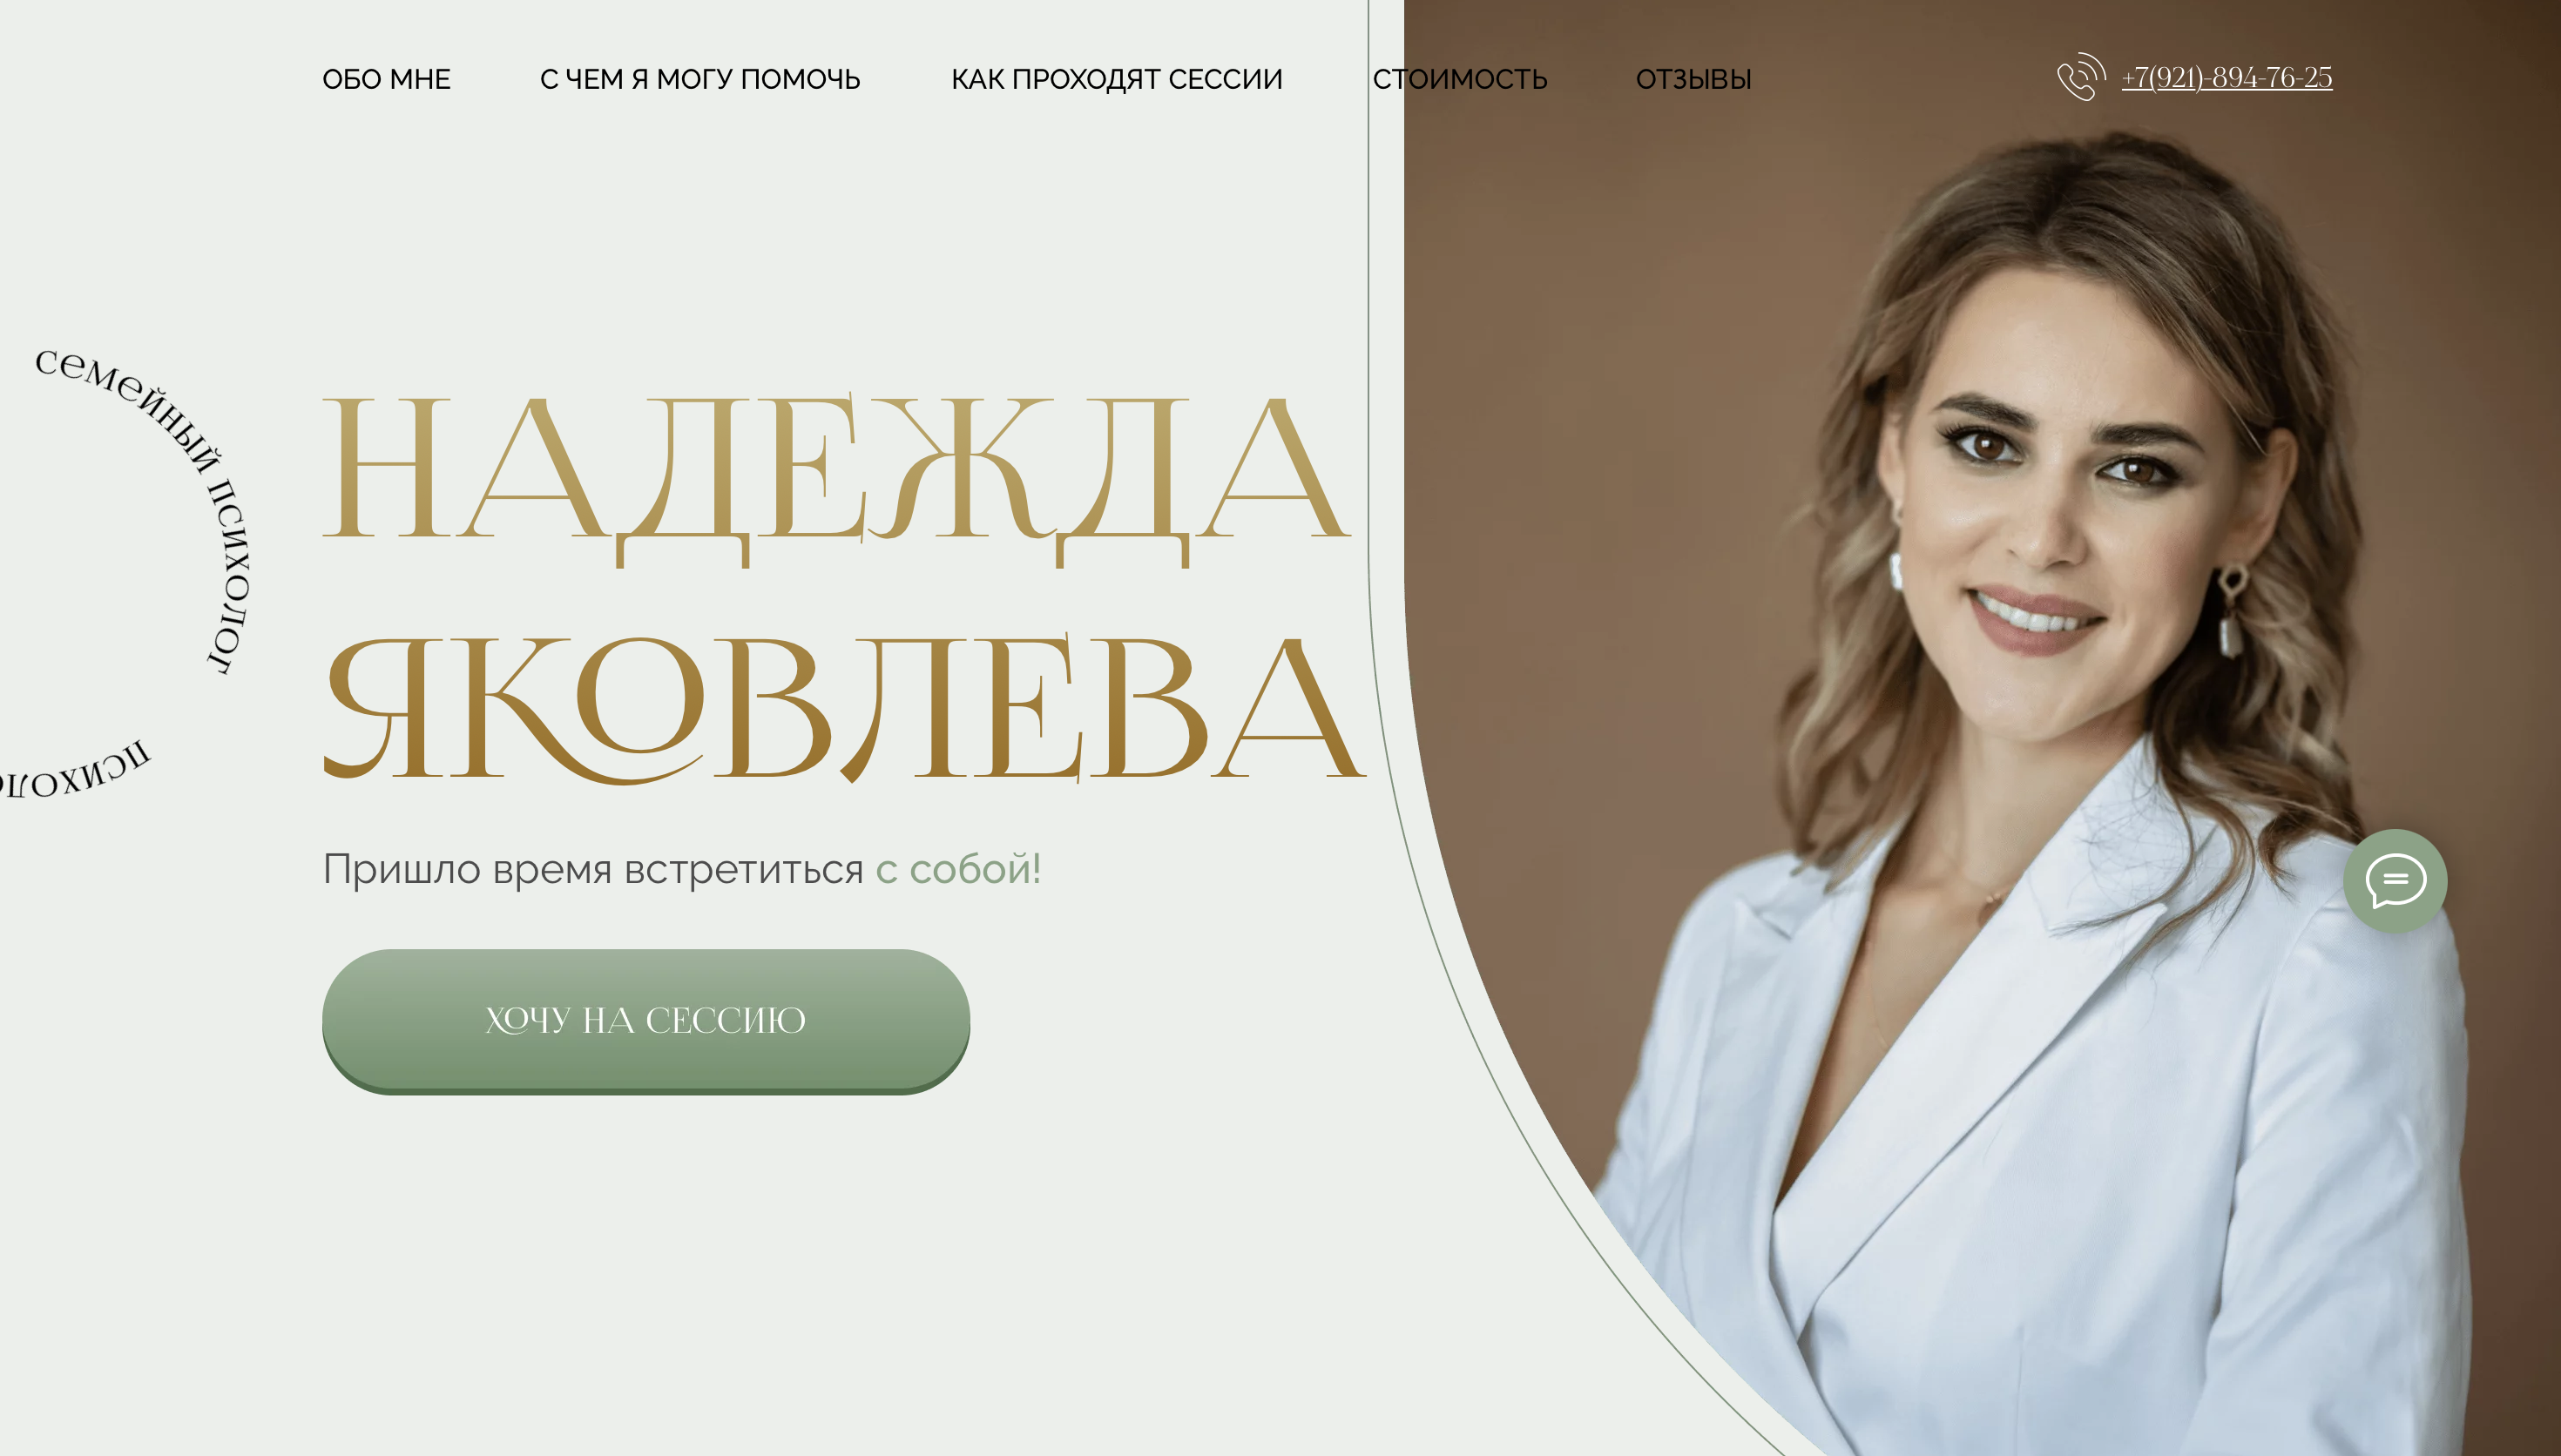 ОБО МНЕ
С ЧЕМ Я МОГУ ПОМОЧЬ
КАК ПРОХОДЯТ СЕССИИ
СТОИМОСТЬ
ОТЗЫВЫ
+7(921)-894-76-25
семейный психолог
НАДЕЖДА
ЯКОВЛЕВА
Пришло время встретиться с собой!
ХОЧУ НА СЕССИЮ